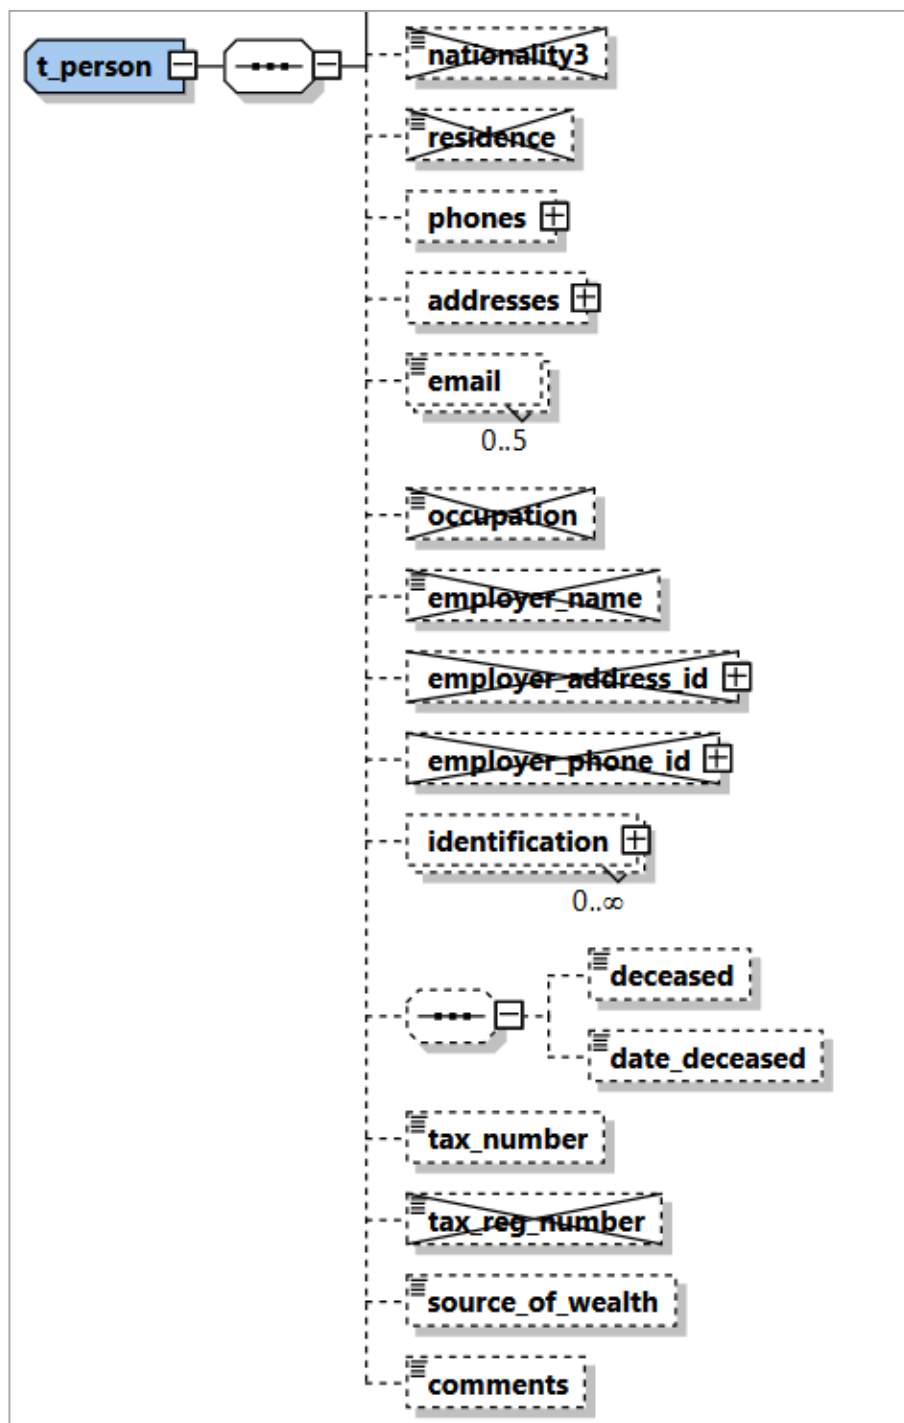 t_person
nationality3
residence
phones
addresses
email
0..5
occupation
employer_name
employer_address_id
employer_phone_id
identification
0..∞
deceased
date_deceased
tax_number
tax_reg_number
source_of_wealth
comments